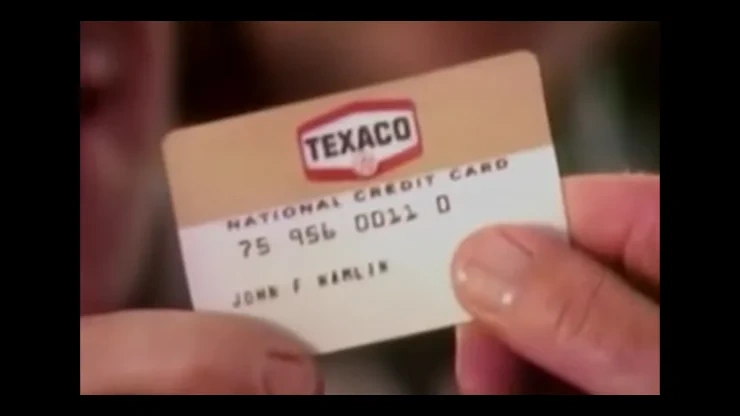 TEXACO
NATIONAL CREDIT CARD
75 956 0011 0
JOHN F HAMLIN